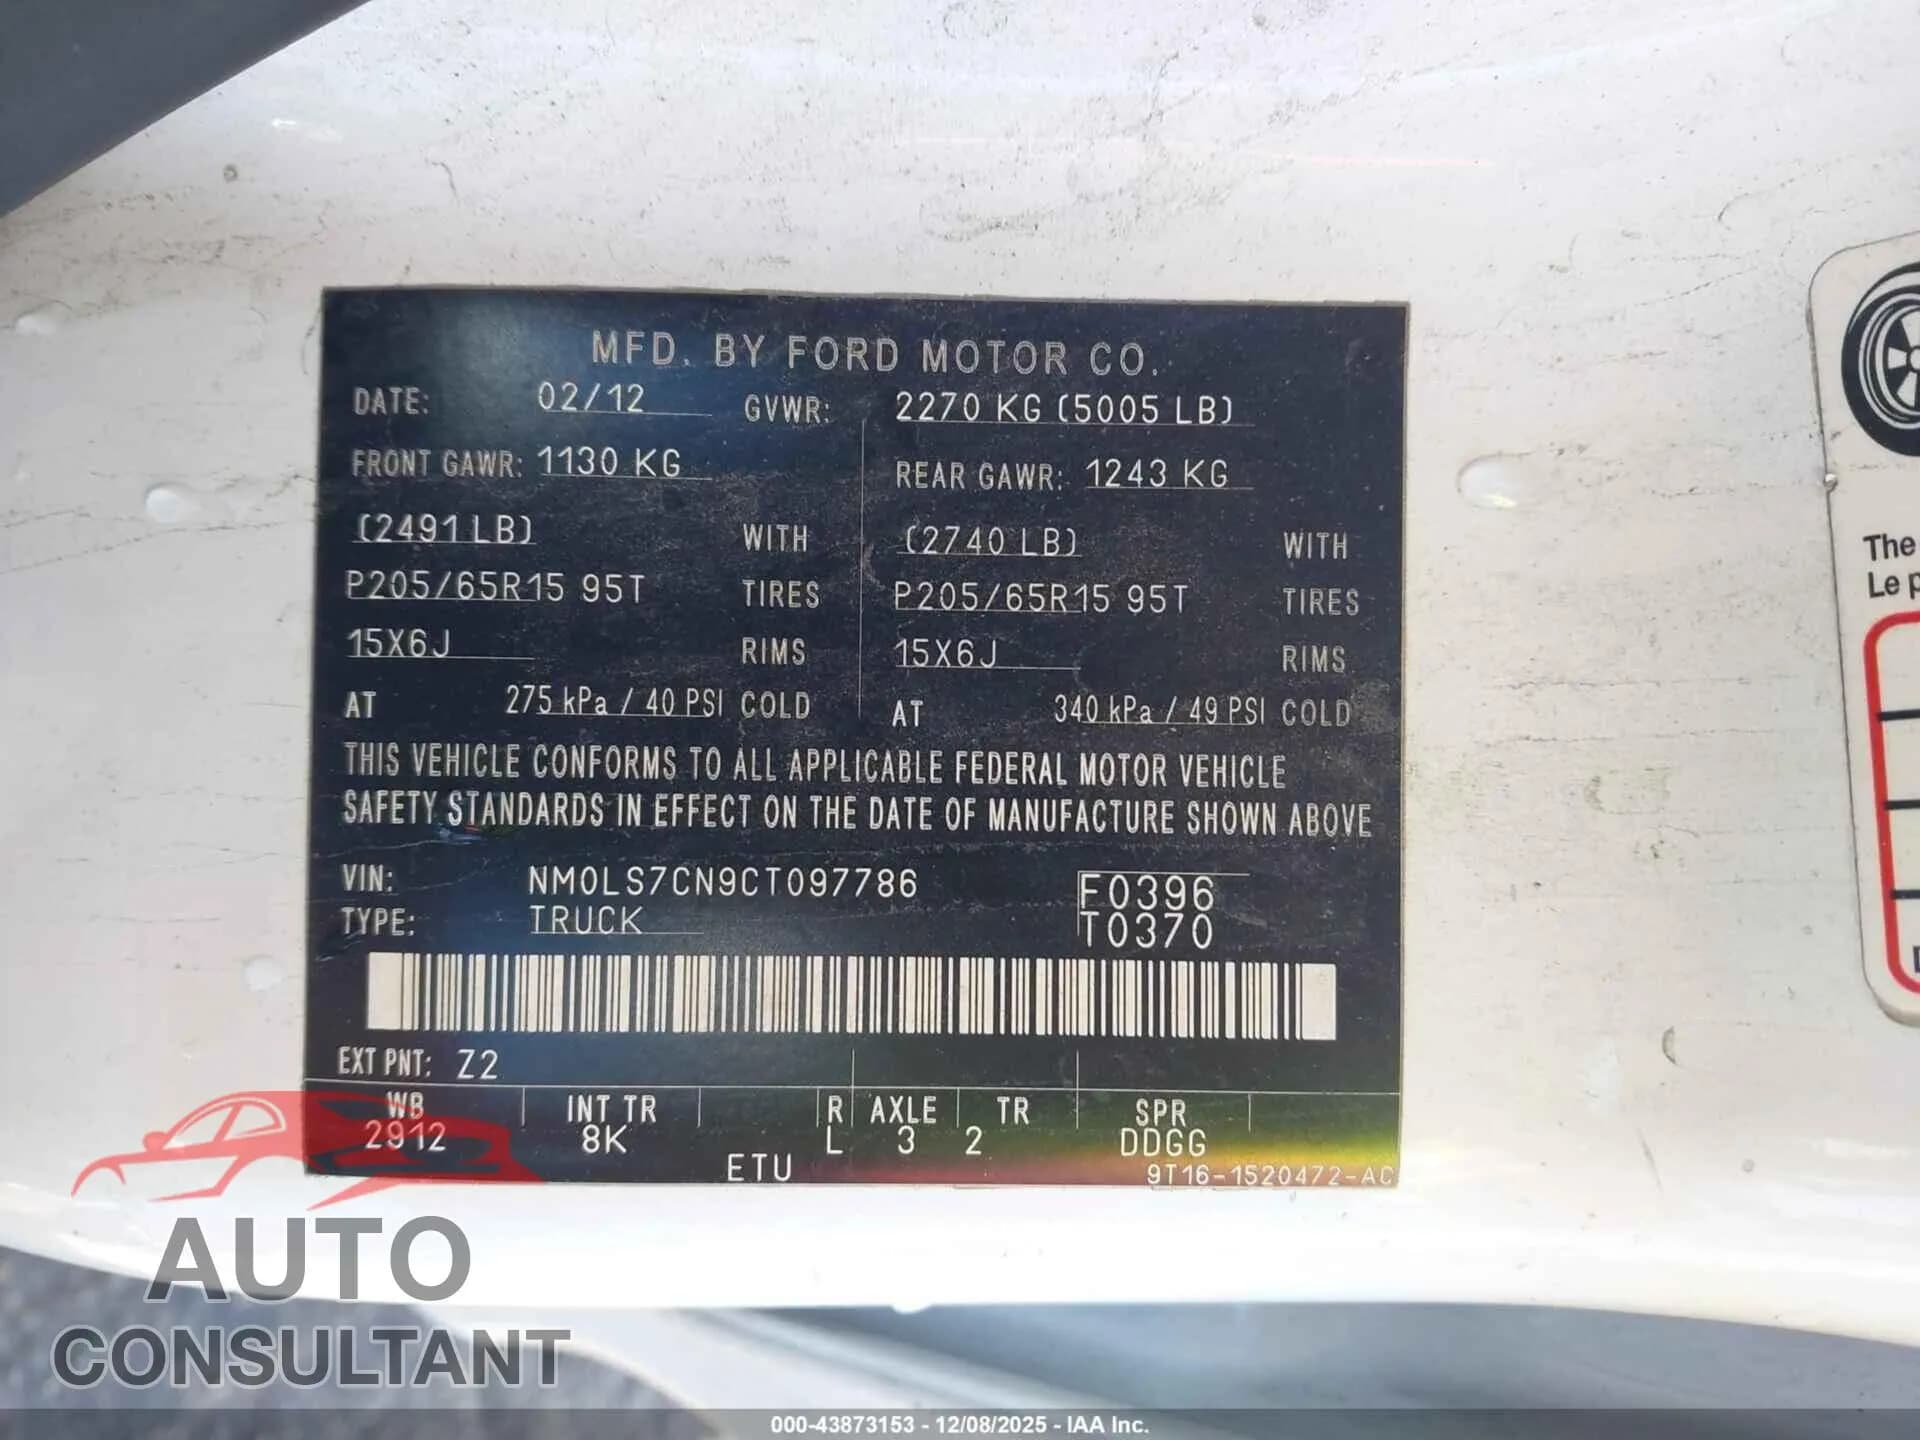 MFD. BY FORD MOTOR CO.
DATE: 02/12 GVWR: 2270 KG (5005 LB)
FRONT GAWR: 1130 KG REAR GAWR: 1243 KG
(2491 LB) WITH (2740 LB) WITH
P205/65R15 95T TIRES P205/65R15 95T TIRES
15X6J RIMS 15X6J RIMS
AT 275 kPa / 40 PSI COLD AT 340 kPa / 49 PSI COLD
THIS VEHICLE CONFORMS TO ALL APPLICABLE FEDERAL MOTOR VEHICLE
SAFETY STANDARDS IN EFFECT ON THE DATE OF MANUFACTURE SHOWN ABOVE
VIN: NM0LS7CN9CT097786 F0396
TYPE: TRUCK T0370
EXT PNT: Z2
WB INT TR R AXLE TR SPR
2912 8K L 3 2 DDGG
ETU 9T16-1520472-AC
The
Le p
AUTO
CONSULTANT
000-43873153 - 12/08/2025 - IAA Inc.